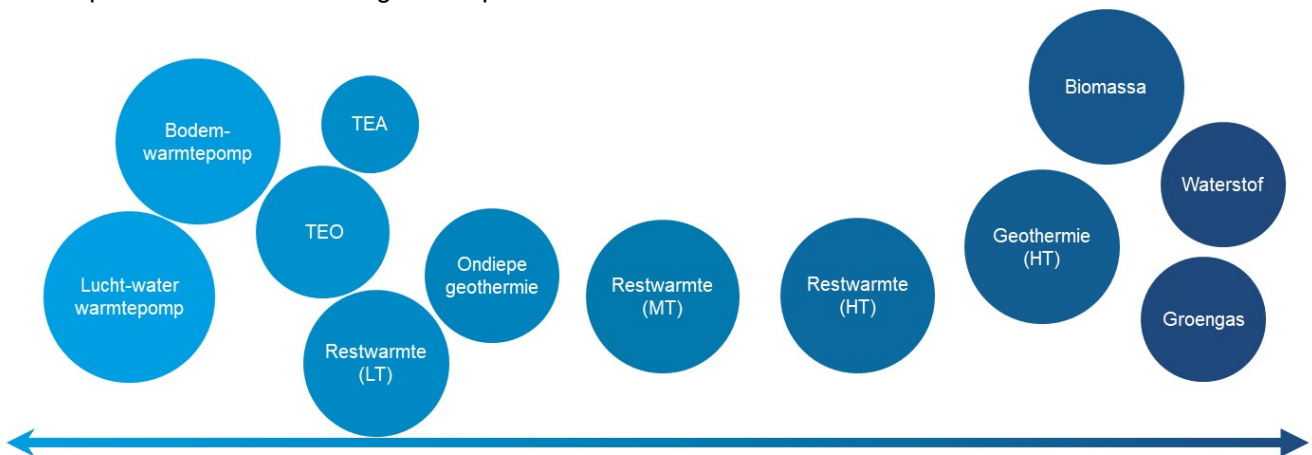 Bodem-
warmtepomp
TEA
TEO
Lucht-water
warmtepomp
Restwarmte
(LT)
Ondiepe
geothermie
Restwarmte
(MT)
Restwarmte
(HT)
Geothermie
(HT)
Biomassa
Waterstof
Groengas